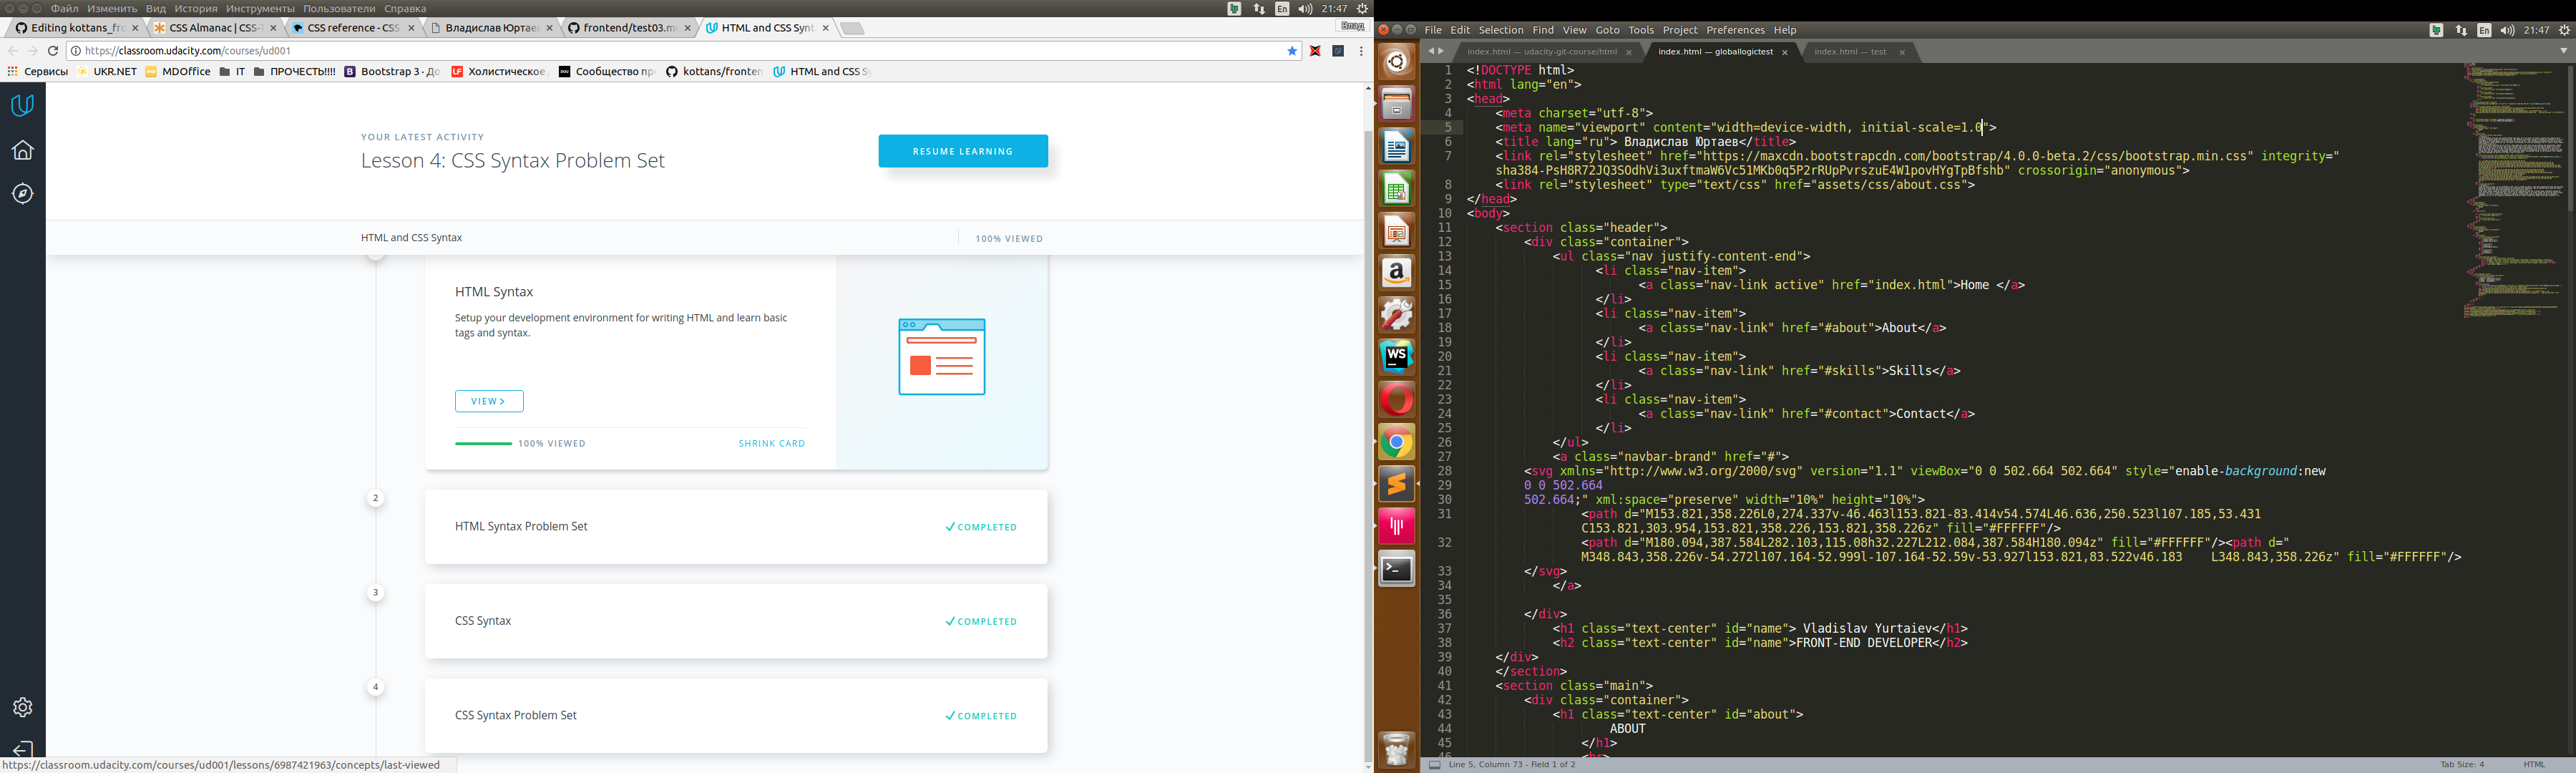 Файл Изменить Вид История Инструменты Пользователи Справка
En 21:47
Editing kottans_fro
CSS Almanac | CSS-T
CSS reference - CSS
Владислав Юртаев
frontend/test03.m
HTML and CSS Synt
Влад
https://classroom.udacity.com/courses/ud001
Сервисы
UKR.NET
MDOffice
IT
ПРОЧЕСТЬ!!!!
Bootstrap 3 · До
Холистическое
Сообщество пр
kottans/fronten
HTML and CSS Sy
YOUR LATEST ACTIVITY
Lesson 4: CSS Syntax Problem Set
RESUME LEARNING
HTML and CSS Syntax
100% VIEWED
HTML Syntax
Setup your development environment for writing HTML and learn basic
tags and syntax.
VIEW
100% VIEWED
SHRINK CARD
2
HTML Syntax Problem Set
COMPLETED
3
CSS Syntax
COMPLETED
4
CSS Syntax Problem Set
COMPLETED
https://classroom.udacity.com/courses/ud001/lessons/6987421963/concepts/last-viewed
File Edit Selection Find View Goto Tools Project Preferences Help
En 21:47
index.html — udacity-git-course/html
index.html — globallogictest
index.html — test
1 <!DOCTYPE html>
2 <html lang="en">
3 <head>
4 <meta charset="utf-8">
5 <meta name="viewport" content="width=device-width, initial-scale=1.0">
6 <title lang="ru"> Владислав Юртаев</title>
7 <link rel="stylesheet" href="https://maxcdn.bootstrapcdn.com/bootstrap/4.0.0-beta.2/css/bootstrap.min.css" integrity="
sha384-PsH8R72JQ3SOdhVi3uxftmaW6Vc51MKb0q5P2rRUpPvrszuE4W1povHYgTpBfshb" crossorigin="anonymous">
8 <link rel="stylesheet" type="text/css" href="assets/css/about.css">
9 </head>
10 <body>
11 <section class="header">
12 <div class="container">
13 <ul class="nav justify-content-end">
14 <li class="nav-item">
15 <a class="nav-link active" href="index.html">Home </a>
16 </li>
17 <li class="nav-item">
18 <a class="nav-link" href="#about">About</a>
19 </li>
20 <li class="nav-item">
21 <a class="nav-link" href="#skills">Skills</a>
22 </li>
23 <li class="nav-item">
24 <a class="nav-link" href="#contact">Contact</a>
25 </li>
26 </ul>
27 <a class="navbar-brand" href="#">
28 <svg xmlns="http://www.w3.org/2000/svg" version="1.1" viewBox="0 0 502.664 502.664" style="enable-background:new
29 0 0 502.664
30 502.664;" xml:space="preserve" width="10%" height="10%">
31 <path d="M153.821,358.226L0,274.337v-46.463l153.821-83.414v54.574L46.636,250.523l107.185,53.431
C153.821,303.954,153.821,358.226,153.821,358.226z" fill="#FFFFFF"/>
32 <path d="M180.094,387.584L282.103,115.08h32.227L212.084,387.584H180.094z" fill="#FFFFFF"/><path d="
M348.843,358.226v-54.272l107.164-52.999l-107.164-52.59v-53.927l153.821,83.522v46.183 L348.843,358.226z" fill="#FFFFFF"/>
33 </svg>
34 </a>
35
36 </div>
37 <h1 class="text-center" id="name"> Vladislav Yurtaiev</h1>
38 <h2 class="text-center" id="name">FRONT-END DEVELOPER</h2>
39 </div>
40 </section>
41 <section class="main">
42 <div class="container">
43 <h1 class="text-center" id="about">
44 ABOUT
45 </h1>
46 <hr>
Line 5, Column 73 - Field 1 of 2
Tab Size: 4
HTML